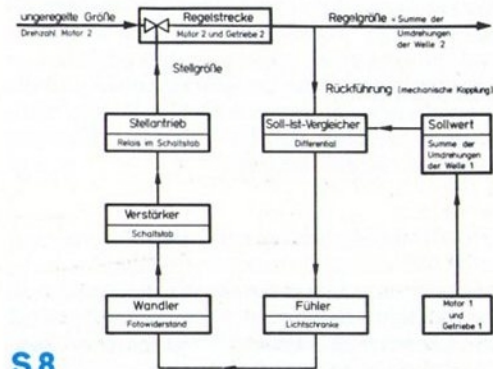 ungeregelte Größe
Drehzahl Motor 2
Regelstrecke
Motor 2 und Getriebe 2
Regelgröße = Summe der
Umdrehungen
der Welle 2
Stellgröße
Rückführung (mechanische Kopplung)
Stellantrieb
Relais im Schaltstab
Soll-Ist-Vergleicher
Differential
Sollwert
Summe der
Umdrehungen
der Welle 1
Verstärker
Schaltstab
Wandler
Fotowiderstand
Fühler
Lichtschranke
Motor 1
und
Getriebe 1
S 8